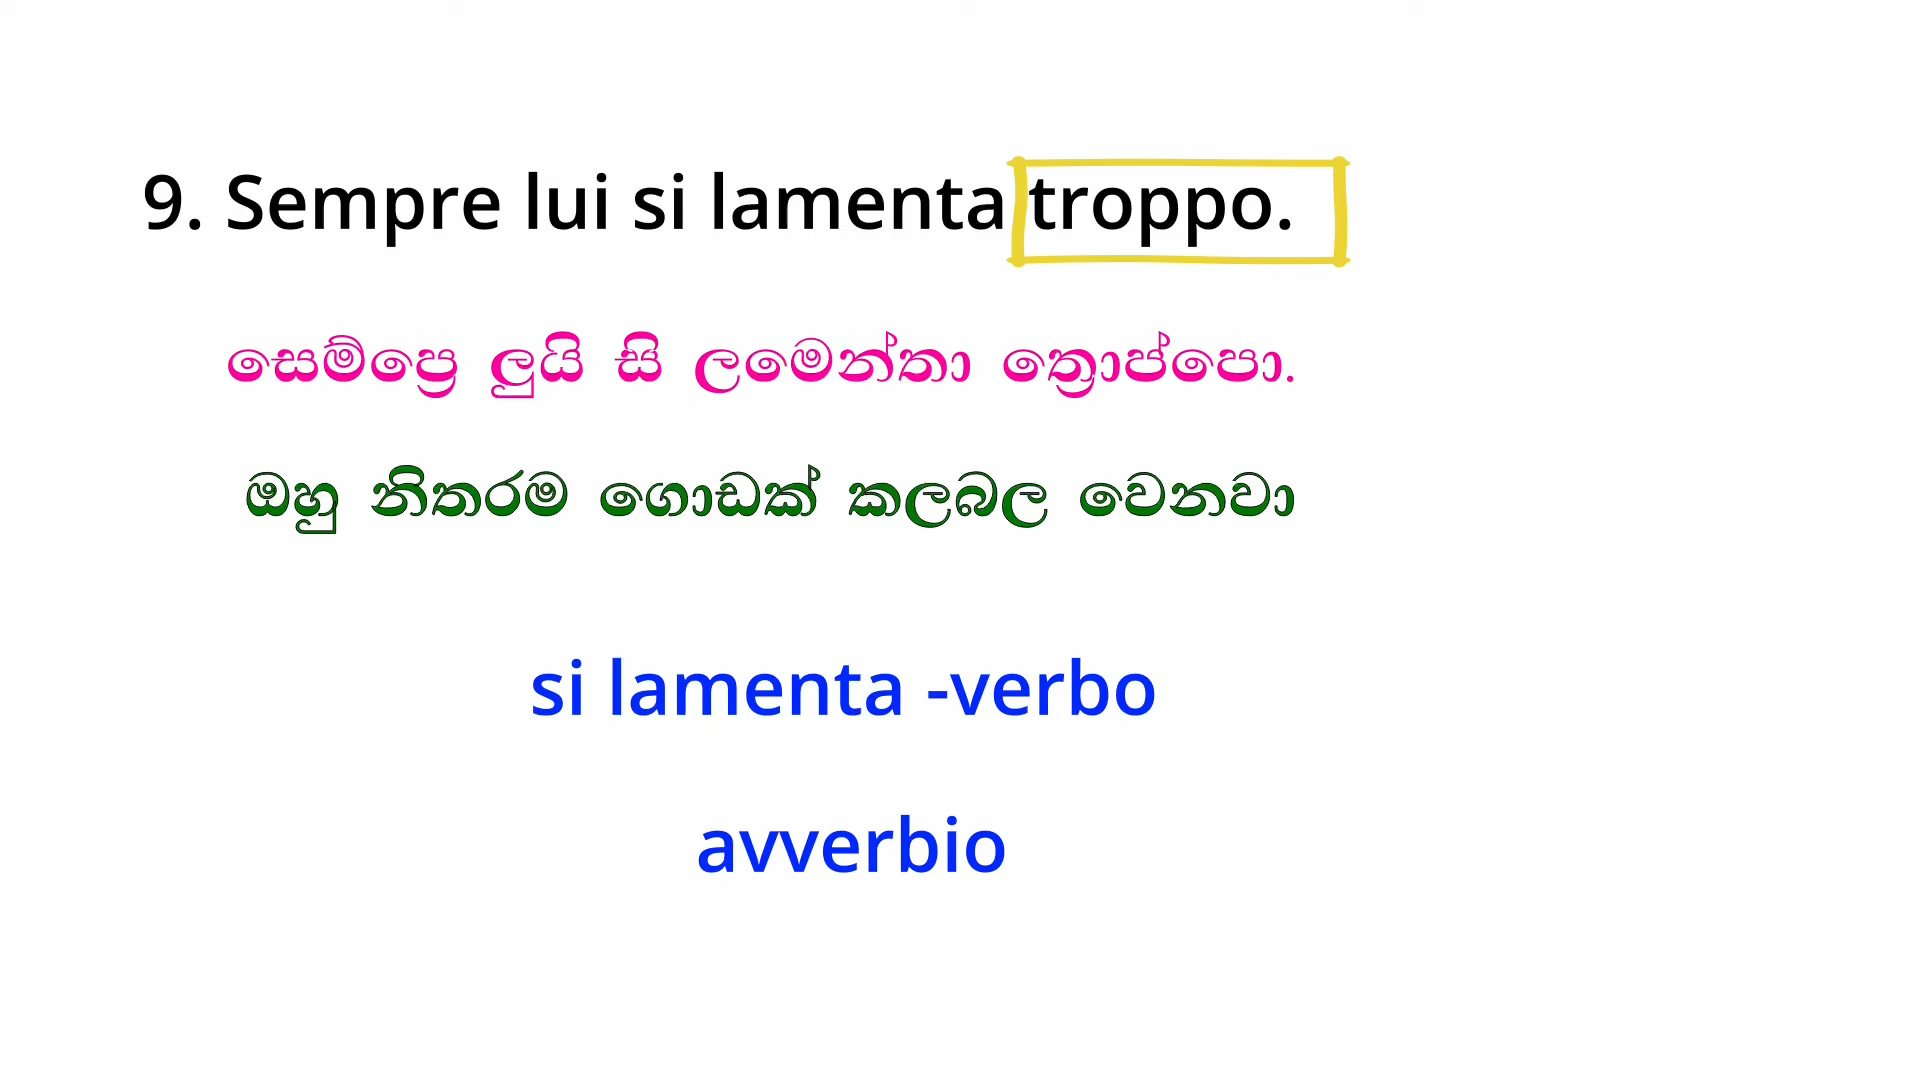 9. Sempre lui si lamenta troppo.
සෙම්ප්‍රෙ ලුයි සි ලමෙන්තා ත්‍රොප්පො.
ඔහු නිතරම ගොඩක් කලබල වෙනවා
si lamenta -verbo
avverbio